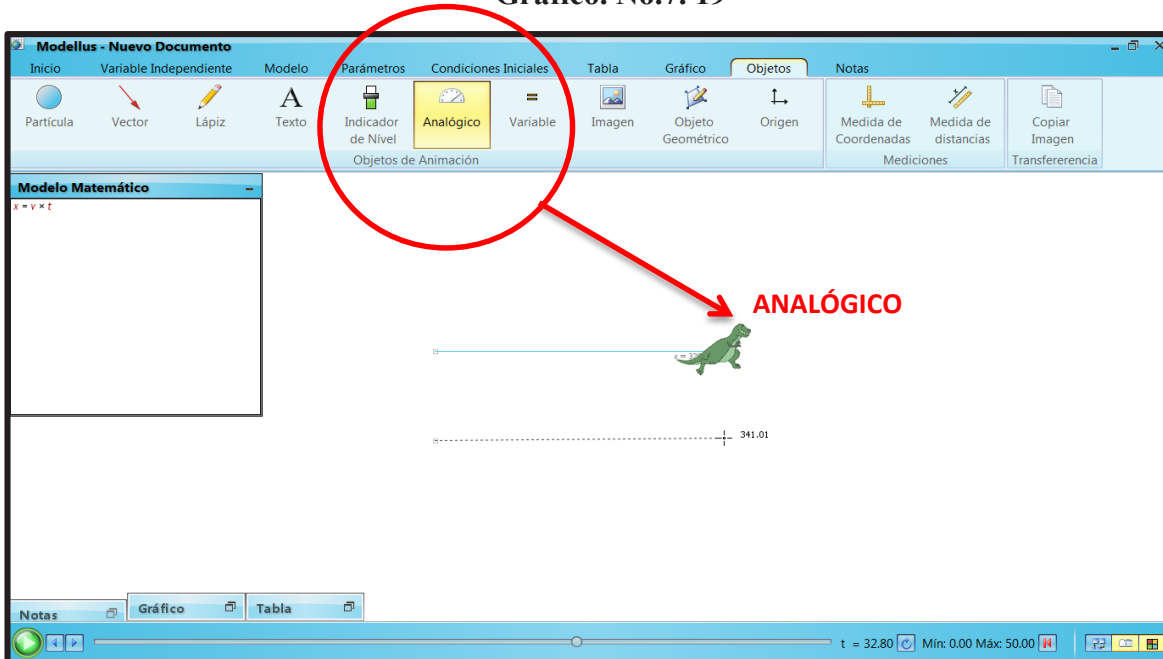 Gráfico. No.7. 19
Modellus - Nuevo Documento
Inicio Variable Independiente Modelo Parámetros Condiciones Iniciales Tabla Gráfico Objetos Notas
Partícula Vector Lápiz Texto Indicador de Nivel Analógico Variable Imagen Objeto Geométrico Origen Medida de Coordenadas Medida de distancias Copiar Imagen
Objetos de Animación Mediciones Transfererencia
Modelo Matemático
x = v × t
ANALÓGICO
341.01
Notas Gráfico Tabla
t = 32.80 Mín: 0.00 Máx: 50.00